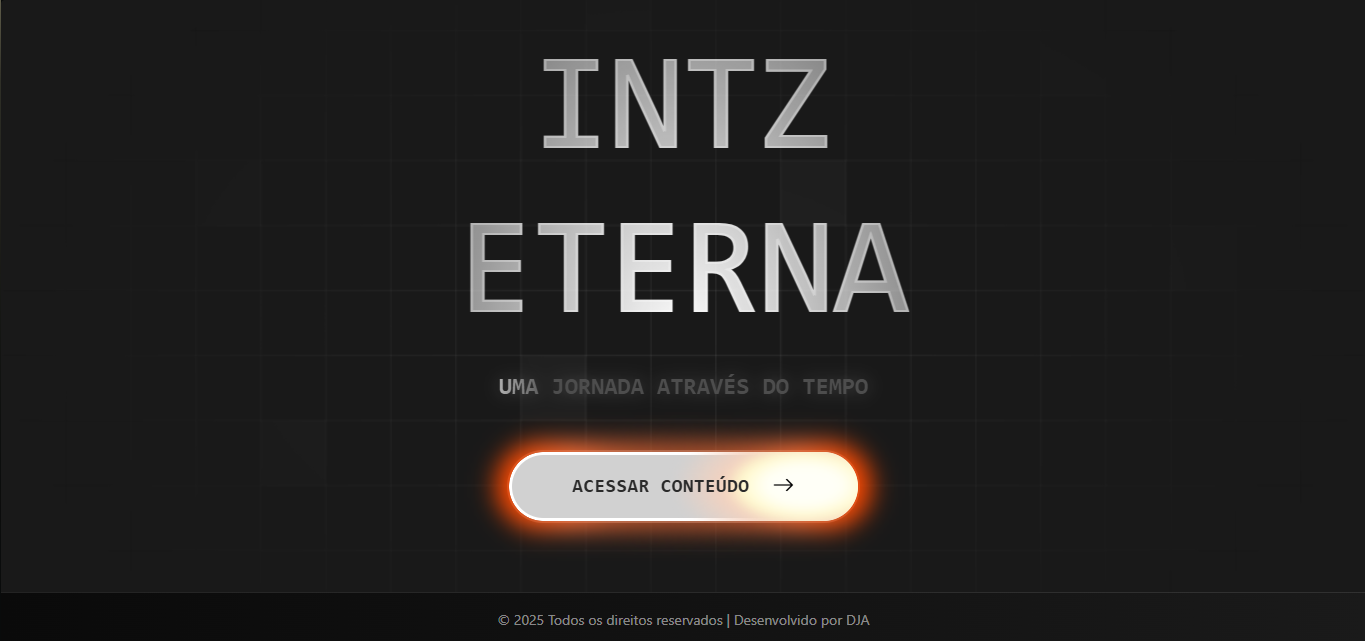 INTZ
ETERNA
UMA JORNADA ATRAVÉS DO TEMPO
ACESSAR CONTEÚDO →
© 2025 Todos os direitos reservados | Desenvolvido por DJA